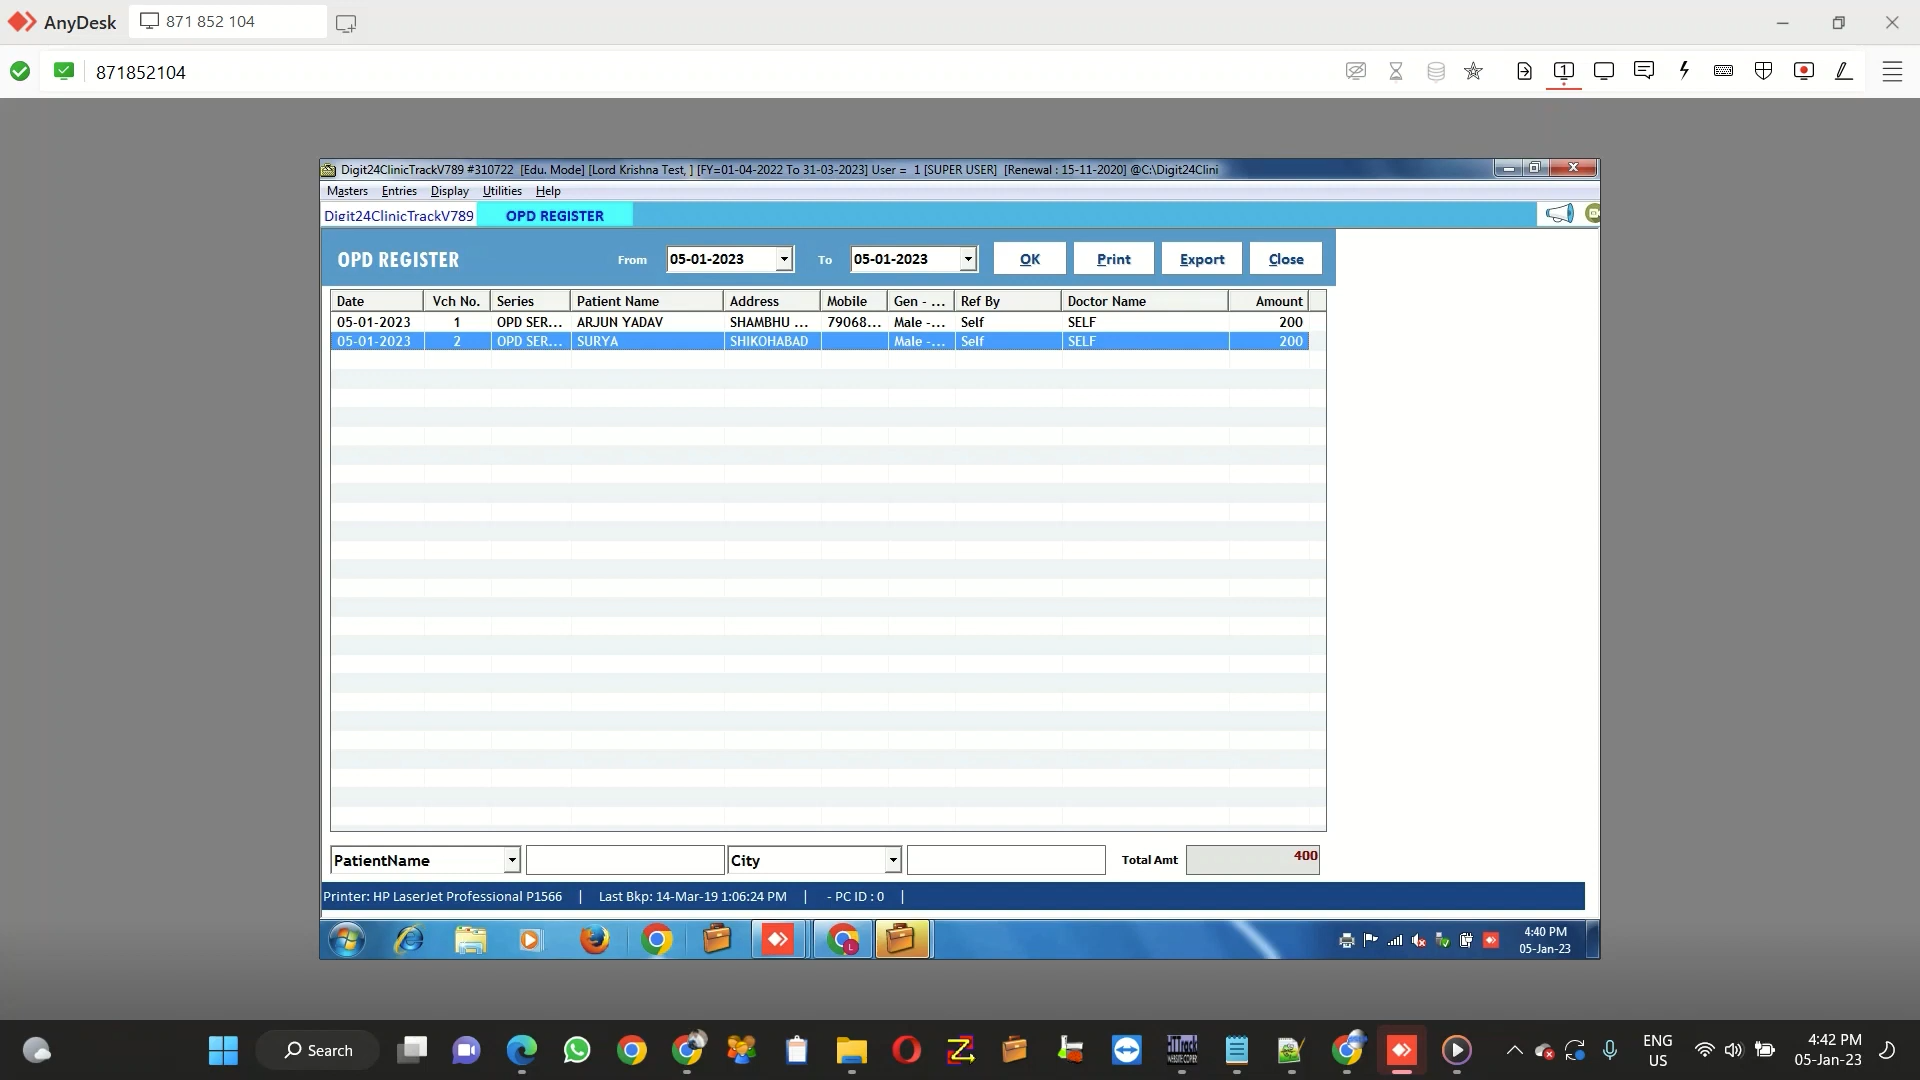 AnyDesk 871 852 104
871852104
Digit24ClinicTrackV789 #310722 [Edu. Mode] [Lord Krishna Test, ] [FY=01-04-2022 To 31-03-2023] User = 1 [SUPER USER] [Renewal : 15-11-2020] @C:\Digit24Clini
Masters Entries Display Utilities Help
Digit24ClinicTrackV789 OPD REGISTER
OPD REGISTER From 05-01-2023 To 05-01-2023 OK Print Export Close
Date Vch No. Series Patient Name Address Mobile Gen - ... Ref By Doctor Name Amount
05-01-2023 1 OPD SER... ARJUN YADAV SHAMBHU ... 79068... Male -... Self SELF 200
05-01-2023 2 OPD SER... SURYA SHIKOHABAD Male -... Self SELF 200
PatientName City Total Amt 400
Printer: HP LaserJet Professional P1566 | Last Bkp: 14-Mar-19 1:06:24 PM | - PC ID : 0 |
4:40 PM
05-Jan-23
Search
ENG
US
4:42 PM
05-Jan-23